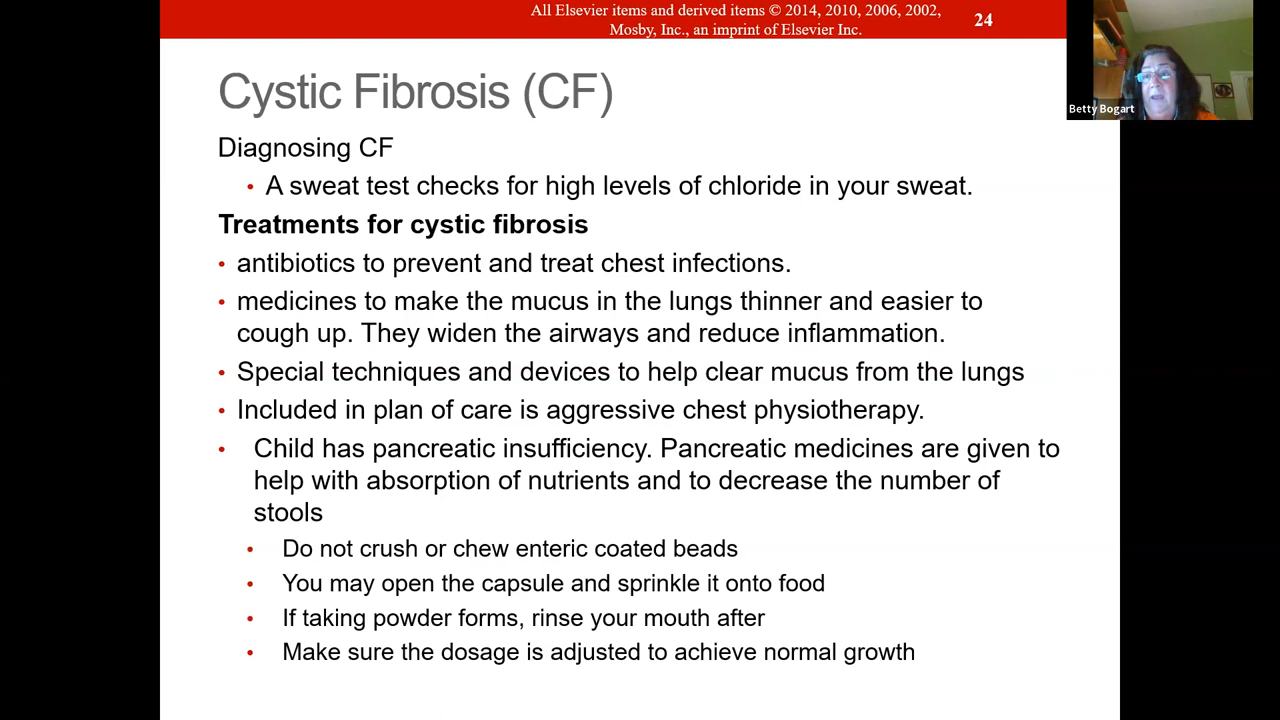 All Elsevier items and derived items © 2014, 2010, 2006, 2002,
Mosby, Inc., an imprint of Elsevier Inc.
24
Betty Bogart
Cystic Fibrosis (CF)
Diagnosing CF
• A sweat test checks for high levels of chloride in your sweat.
Treatments for cystic fibrosis
• antibiotics to prevent and treat chest infections.
• medicines to make the mucus in the lungs thinner and easier to
cough up. They widen the airways and reduce inflammation.
• Special techniques and devices to help clear mucus from the lungs
• Included in plan of care is aggressive chest physiotherapy.
• Child has pancreatic insufficiency. Pancreatic medicines are given to
help with absorption of nutrients and to decrease the number of
stools
• Do not crush or chew enteric coated beads
• You may open the capsule and sprinkle it onto food
• If taking powder forms, rinse your mouth after
• Make sure the dosage is adjusted to achieve normal growth